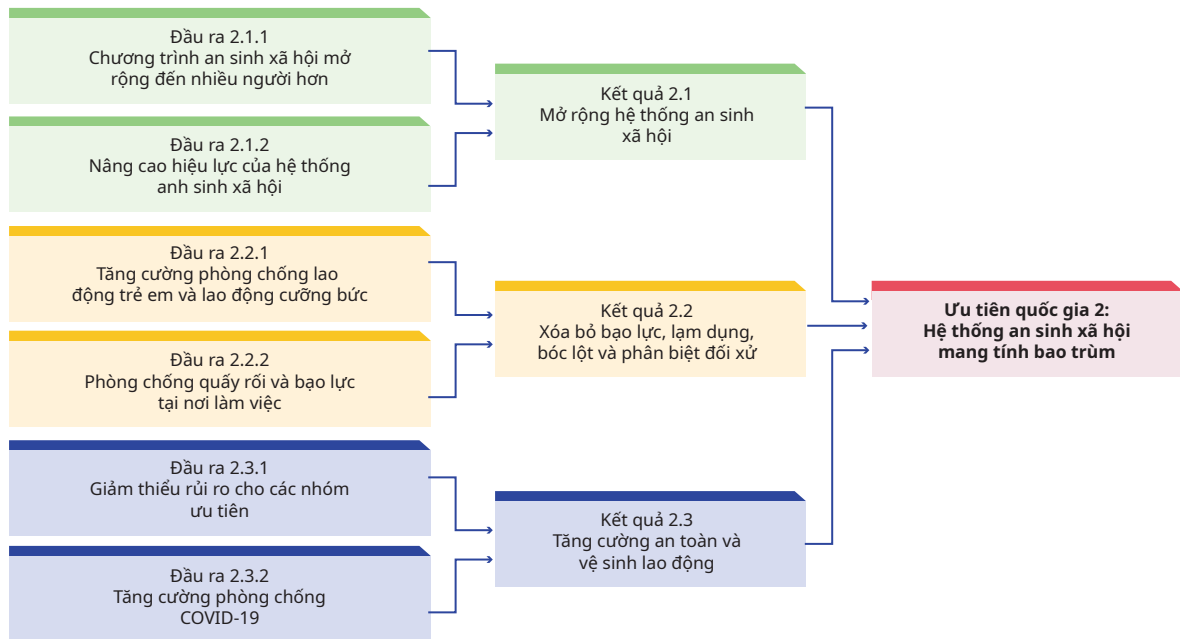 Đầu ra 2.1.1
Chương trình an sinh xã hội mở
rộng đến nhiều người hơn
Đầu ra 2.1.2
Nâng cao hiệu lực của hệ thống
anh sinh xã hội
Đầu ra 2.2.1
Tăng cường phòng chống lao
động trẻ em và lao động cưỡng bức
Đầu ra 2.2.2
Phòng chống quấy rối và bạo lực
tại nơi làm việc
Đầu ra 2.3.1
Giảm thiểu rủi ro cho các nhóm
ưu tiên
Đầu ra 2.3.2
Tăng cường phòng chống
COVID-19
Kết quả 2.1
Mở rộng hệ thống an sinh
xã hội
Kết quả 2.2
Xóa bỏ bạo lực, lạm dụng,
bóc lột và phân biệt đối xử
Kết quả 2.3
Tăng cường an toàn và
vệ sinh lao động
Ưu tiên quốc gia 2:
Hệ thống an sinh xã hội
mang tính bao trùm